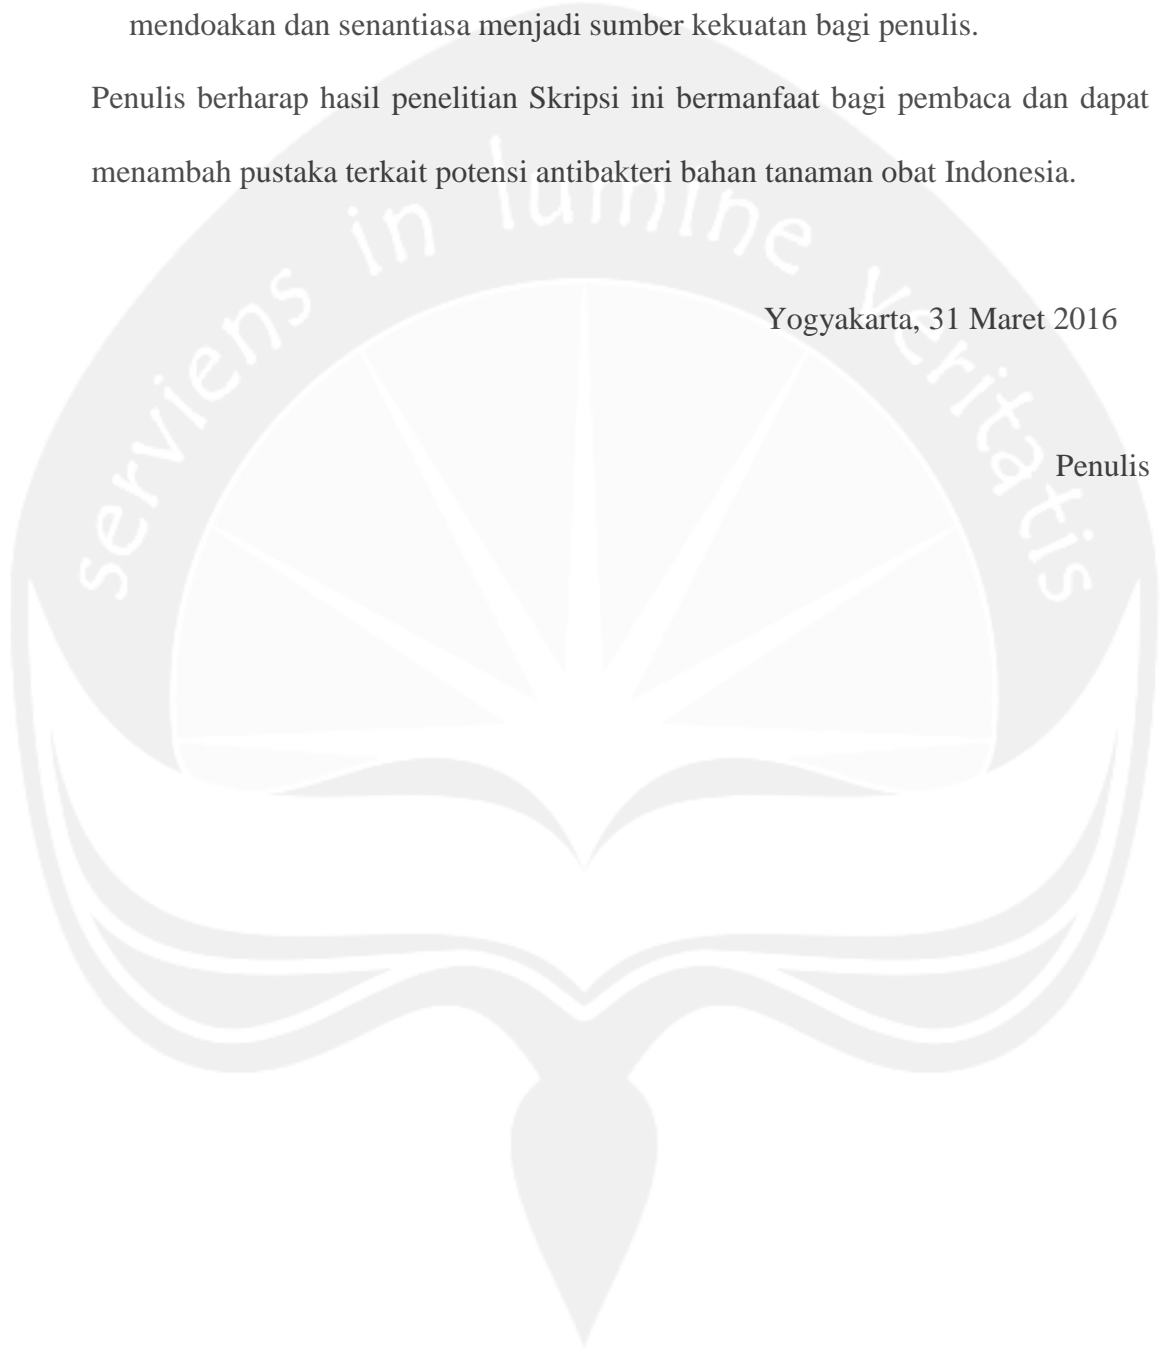 mendoakan dan senantiasa menjadi sumber kekuatan bagi penulis.
Penulis berharap hasil penelitian Skripsi ini bermanfaat bagi pembaca dan dapat
menambah pustaka terkait potensi antibakteri bahan tanaman obat Indonesia.
serviens in lumine veritatis
Yogyakarta, 31 Maret 2016
Penulis